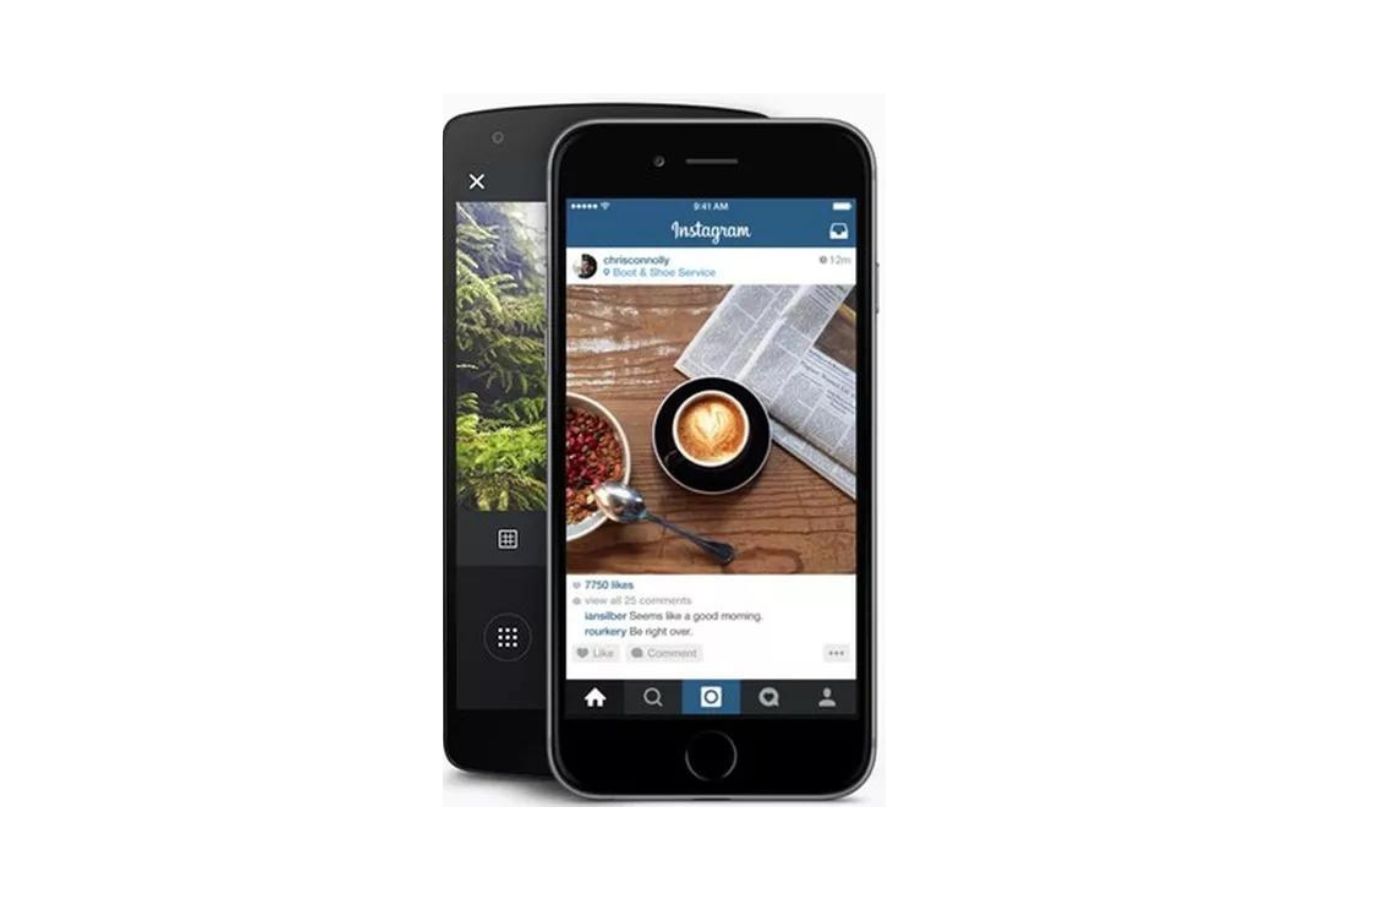 9:41 AM
Instagram
chrisconnolly
12m
Boot & Shoe Service
7750 likes
view all 25 comments
iansilber Seems like a good morning.
rourkery Be right over.
Like Comment